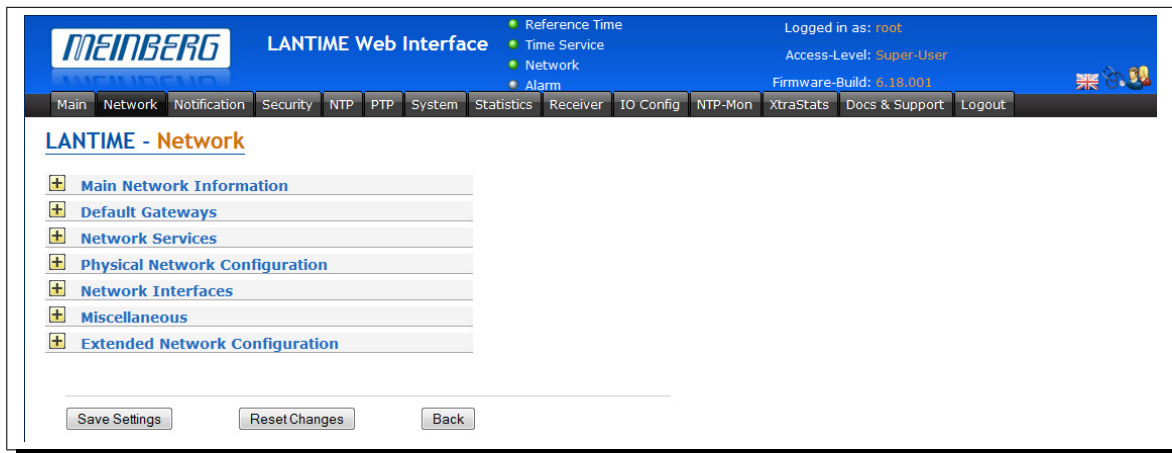 MEINBERG
LANTIME Web Interface
Reference Time
Time Service
Network
Alarm
Logged in as: root
Access-Level: Super-User
Firmware-Build: 6.18.001
Main Network Notification Security NTP PTP System Statistics Receiver IO Config NTP-Mon XtraStats Docs & Support Logout
LANTIME - Network
Main Network Information
Default Gateways
Network Services
Physical Network Configuration
Network Interfaces
Miscellaneous
Extended Network Configuration
Save Settings Reset Changes Back